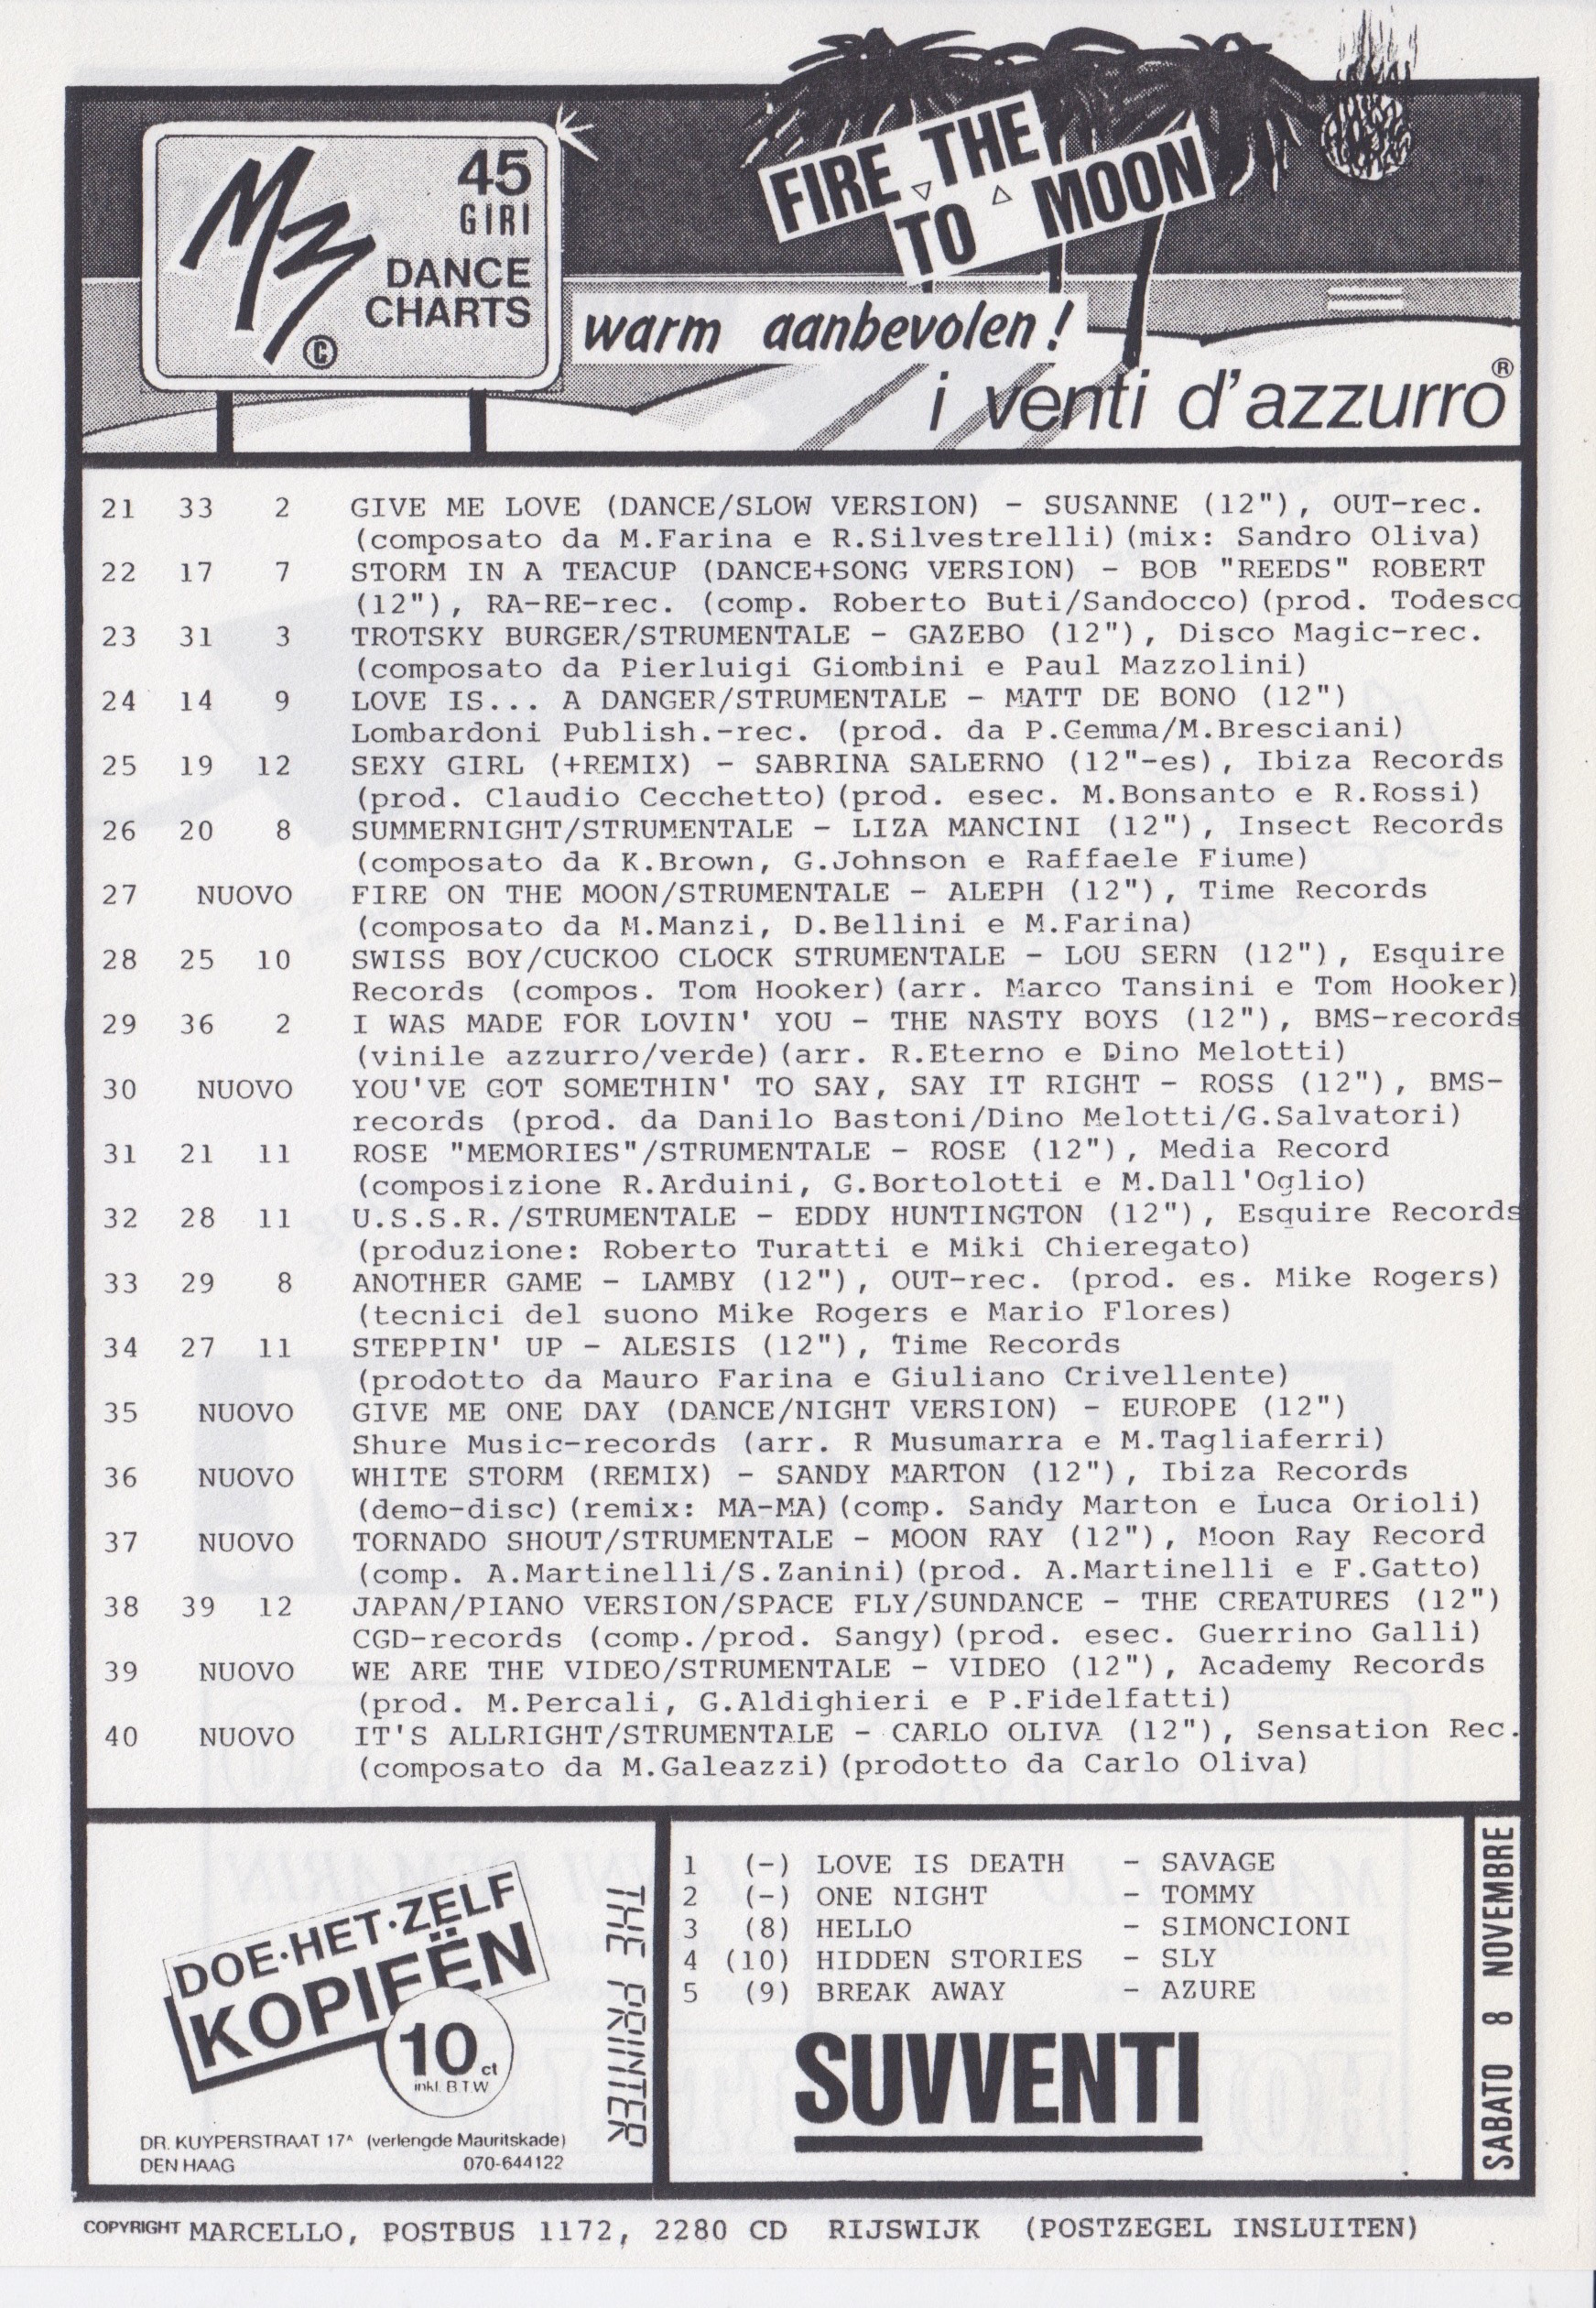 M3
45
GIRI
DANCE
CHARTS
©
FIRE THE
TO MOON
warm aanbevolen!
i venti d'azzurro®
21 33 2 GIVE ME LOVE (DANCE/SLOW VERSION) - SUSANNE (12"), OUT-rec.
(composato da M.Farina e R.Silvestrelli)(mix: Sandro Oliva)
22 17 7 STORM IN A TEACUP (DANCE+SONG VERSION) - BOB "REEDS" ROBERT
(12"), RA-RE-rec. (comp. Roberto Buti/Sandocco)(prod. Todesco
23 31 3 TROTSKY BURGER/STRUMENTALE - GAZEBO (12"), Disco Magic-rec.
(composato da Pierluigi Giombini e Paul Mazzolini)
24 14 9 LOVE IS... A DANGER/STRUMENTALE - MATT DE BONO (12")
Lombardoni Publish.-rec. (prod. da P.Gemma/M.Bresciani)
25 19 12 SEXY GIRL (+REMIX) - SABRINA SALERNO (12"-es), Ibiza Records
(prod. Claudio Cecchetto)(prod. esec. M.Bonsanto e R.Rossi)
26 20 8 SUMMERNIGHT/STRUMENTALE - LIZA MANCINI (12"), Insect Records
(composato da K.Brown, G.Johnson e Raffaele Fiume)
27 NUOVO FIRE ON THE MOON/STRUMENTALE - ALEPH (12"), Time Records
(composato da M.Manzi, D.Bellini e M.Farina)
28 25 10 SWISS BOY/CUCKOO CLOCK STRUMENTALE - LOU SERN (12"), Esquire
Records (compos. Tom Hooker)(arr. Marco Tansini e Tom Hooker)
29 36 2 I WAS MADE FOR LOVIN' YOU - THE NASTY BOYS (12"), BMS-records
(vinile azzurro/verde)(arr. R.Eterno e Dino Melotti)
30 NUOVO YOU'VE GOT SOMETHIN' TO SAY, SAY IT RIGHT - ROSS (12"), BMS-
records (prod. da Danilo Bastoni/Dino Melotti/G.Salvatori)
31 21 11 ROSE "MEMORIES"/STRUMENTALE - ROSE (12"), Media Record
(composizione R.Arduini, G.Bortolotti e M.Dall'Oglio)
32 28 11 U.S.S.R./STRUMENTALE - EDDY HUNTINGTON (12"), Esquire Records
(produzione: Roberto Turatti e Miki Chieregato)
33 29 8 ANOTHER GAME - LAMBY (12"), OUT-rec. (prod. es. Mike Rogers)
(tecnici del suono Mike Rogers e Mario Flores)
34 27 11 STEPPIN' UP - ALESIS (12"), Time Records
(prodotto da Mauro Farina e Giuliano Crivellente)
35 NUOVO GIVE ME ONE DAY (DANCE/NIGHT VERSION) - EUROPE (12")
Shure Music-records (arr. R Musumarra e M.Tagliaferri)
36 NUOVO WHITE STORM (REMIX) - SANDY MARTON (12"), Ibiza Records
(demo-disc)(remix: MA-MA)(comp. Sandy Marton e Luca Orioli)
37 NUOVO TORNADO SHOUT/STRUMENTALE - MOON RAY (12"), Moon Ray Record
(comp. A.Martinelli/S.Zanini)(prod. A.Martinelli e F.Gatto)
38 39 12 JAPAN/PIANO VERSION/SPACE FLY/SUNDANCE - THE CREATURES (12")
CGD-records (comp./prod. Sangy)(prod. esec. Guerrino Galli)
39 NUOVO WE ARE THE VIDEO/STRUMENTALE - VIDEO (12"), Academy Records
(prod. M.Percali, G.Aldighieri e P.Fidelfatti)
40 NUOVO IT'S ALLRIGHT/STRUMENTALE - CARLO OLIVA (12"), Sensation Rec.
(composato da M.Galeazzi)(prodotto da Carlo Oliva)
DOE·HET·ZELF
KOPIEËN
10 ct
inkl. B.T.W
THE PRINTER
DR. KUYPERSTRAAT 17A (verlengde Mauritskade)
DEN HAAG 070-644122
1 (-) LOVE IS DEATH - SAVAGE
2 (-) ONE NIGHT - TOMMY
3 (8) HELLO - SIMONCIONI
4 (10) HIDDEN STORIES - SLY
5 (9) BREAK AWAY - AZURE
SUVVENTI
SABATO 8 NOVEMBRE
COPYRIGHT MARCELLO, POSTBUS 1172, 2280 CD RIJSWIJK (POSTZEGEL INSLUITEN)